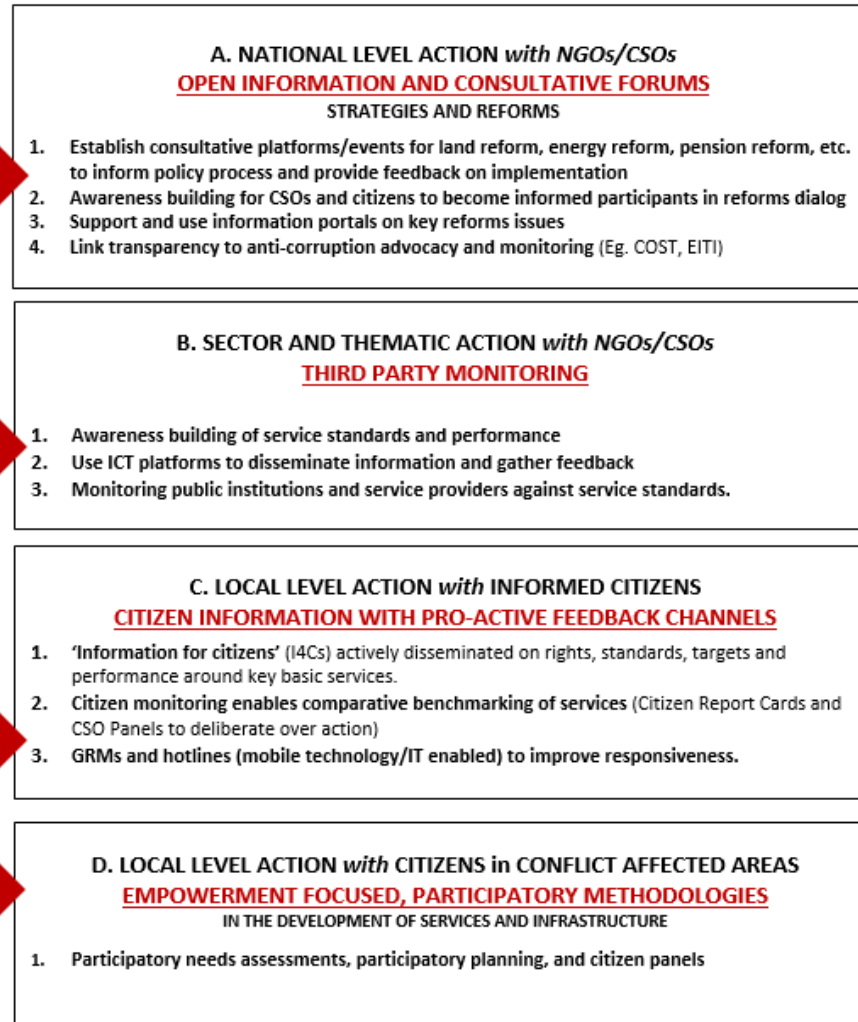 A. NATIONAL LEVEL ACTION with NGOs/CSOs
OPEN INFORMATION AND CONSULTATIVE FORUMS
STRATEGIES AND REFORMS
1. Establish consultative platforms/events for land reform, energy reform, pension reform, etc.
to inform policy process and provide feedback on implementation
2. Awareness building for CSOs and citizens to become informed participants in reforms dialog
3. Support and use information portals on key reforms issues
4. Link transparency to anti-corruption advocacy and monitoring (Eg. COST, EITI)
B. SECTOR AND THEMATIC ACTION with NGOs/CSOs
THIRD PARTY MONITORING
1. Awareness building of service standards and performance
2. Use ICT platforms to disseminate information and gather feedback
3. Monitoring public institutions and service providers against service standards.
C. LOCAL LEVEL ACTION with INFORMED CITIZENS
CITIZEN INFORMATION WITH PRO-ACTIVE FEEDBACK CHANNELS
1. ‘Information for citizens’ (I4Cs) actively disseminated on rights, standards, targets and
performance around key basic services.
2. Citizen monitoring enables comparative benchmarking of services (Citizen Report Cards and
CSO Panels to deliberate over action)
3. GRMs and hotlines (mobile technology/IT enabled) to improve responsiveness.
D. LOCAL LEVEL ACTION with CITIZENS in CONFLICT AFFECTED AREAS
EMPOWERMENT FOCUSED, PARTICIPATORY METHODOLOGIES
IN THE DEVELOPMENT OF SERVICES AND INFRASTRUCTURE
1. Participatory needs assessments, participatory planning, and citizen panels